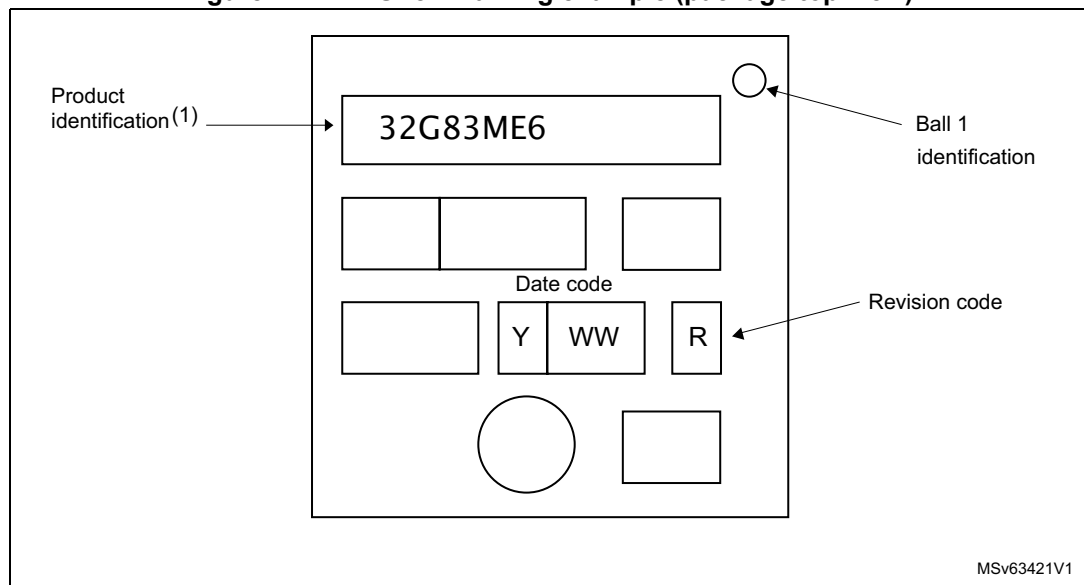 Product
identification(1)
32G83ME6
Ball 1
identification
Date code
Y WW R
Revision code
MSv63421V1